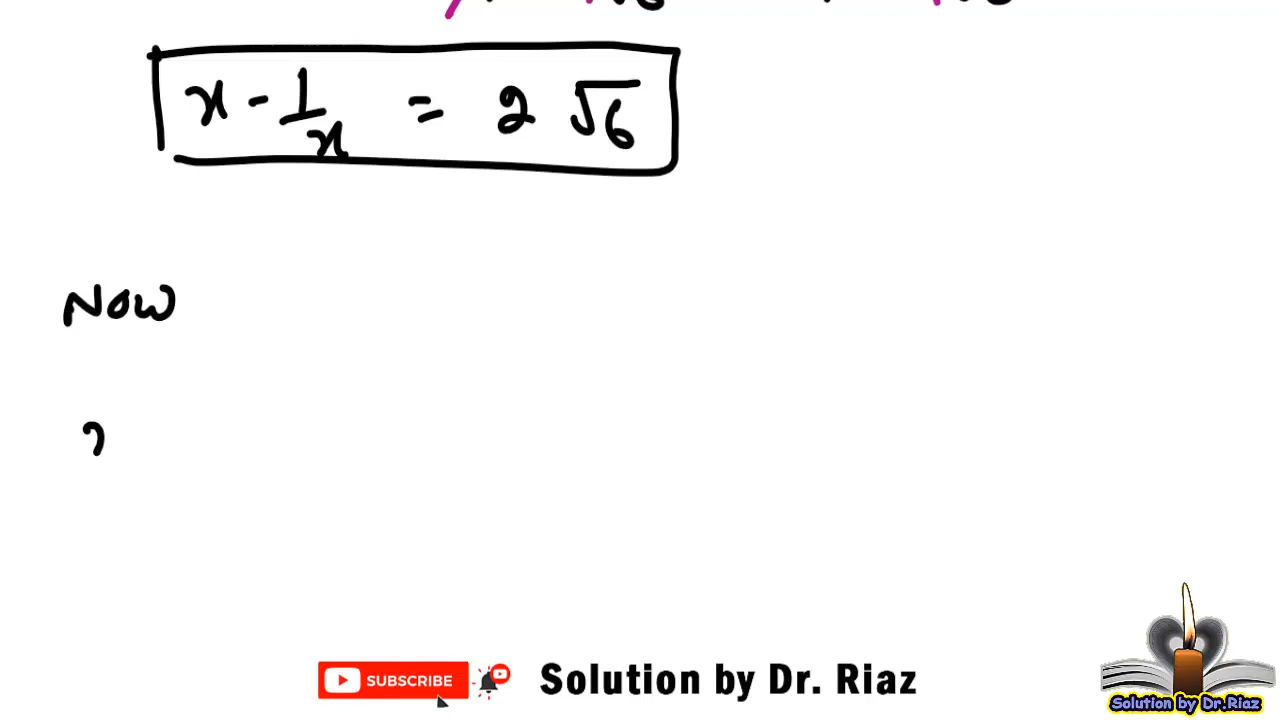 x - 1/x = 2 √6
Now
SUBSCRIBE
Solution by Dr. Riaz
Solution by Dr.Riaz